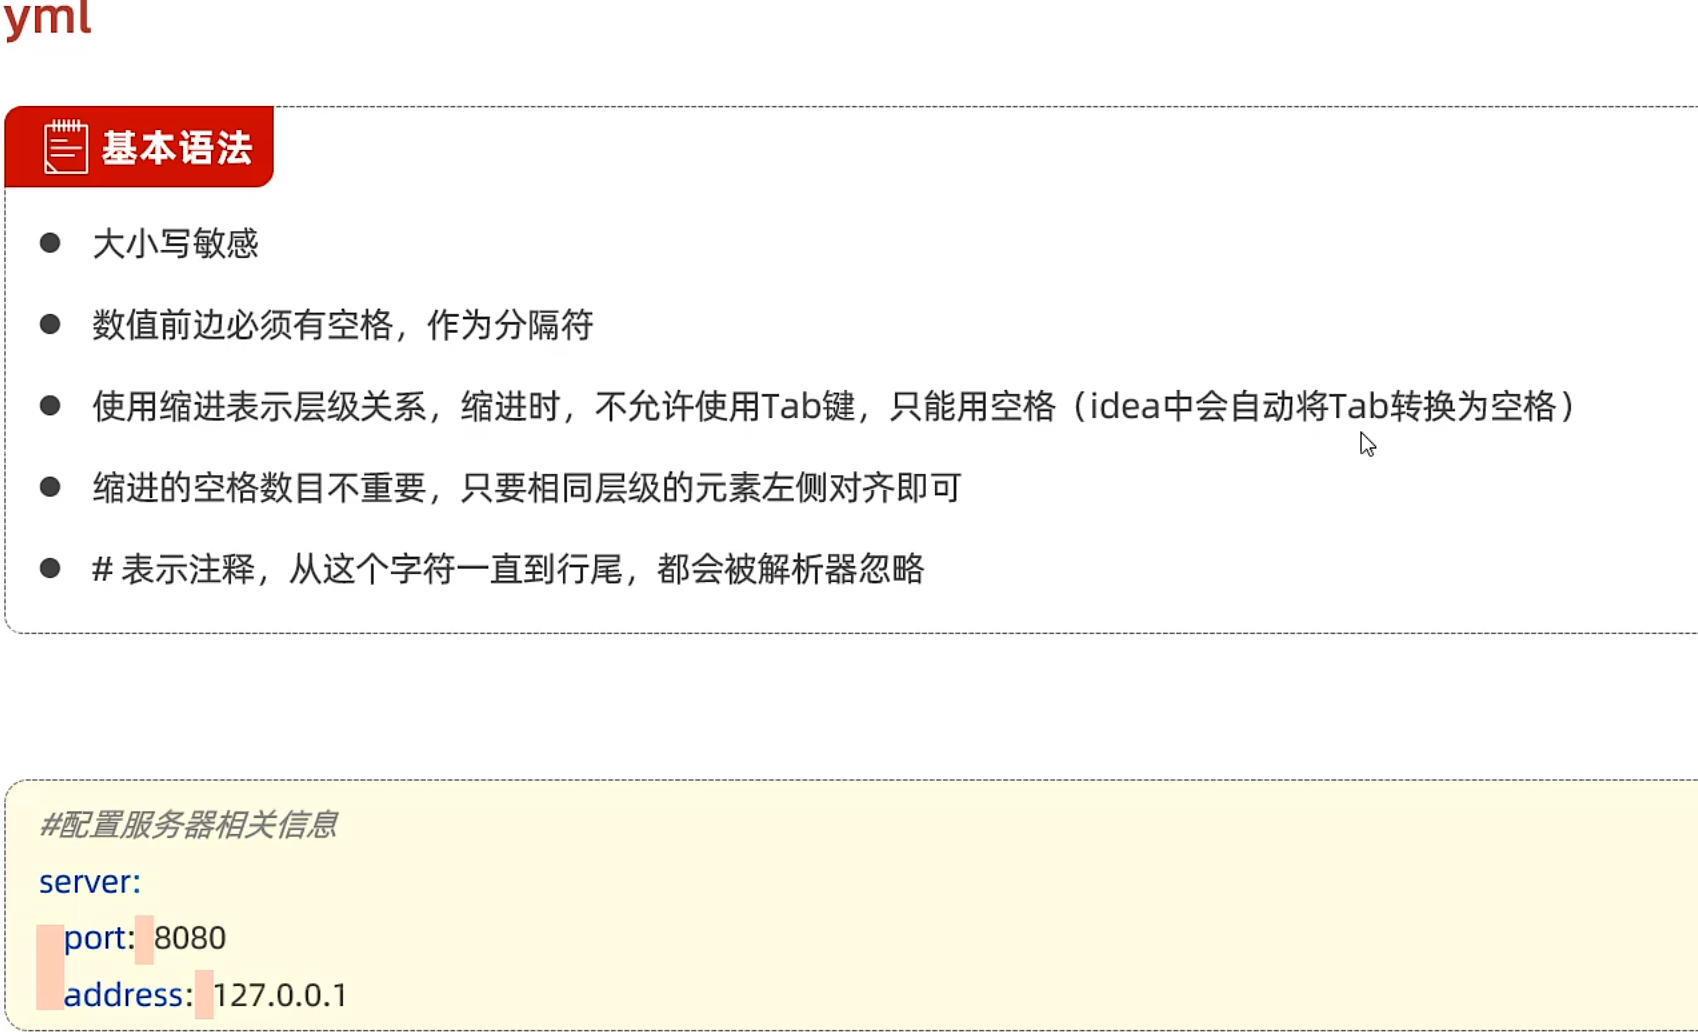 yml
基本语法
大小写敏感
数值前边必须有空格，作为分隔符
使用缩进表示层级关系，缩进时，不允许使用Tab键，只能用空格（idea中会自动将Tab转换为空格）
缩进的空格数目不重要，只要相同层级的元素左侧对齐即可
# 表示注释，从这个字符一直到行尾，都会被解析器忽略
#配置服务器相关信息
server:
  port: 8080
  address: 127.0.0.1